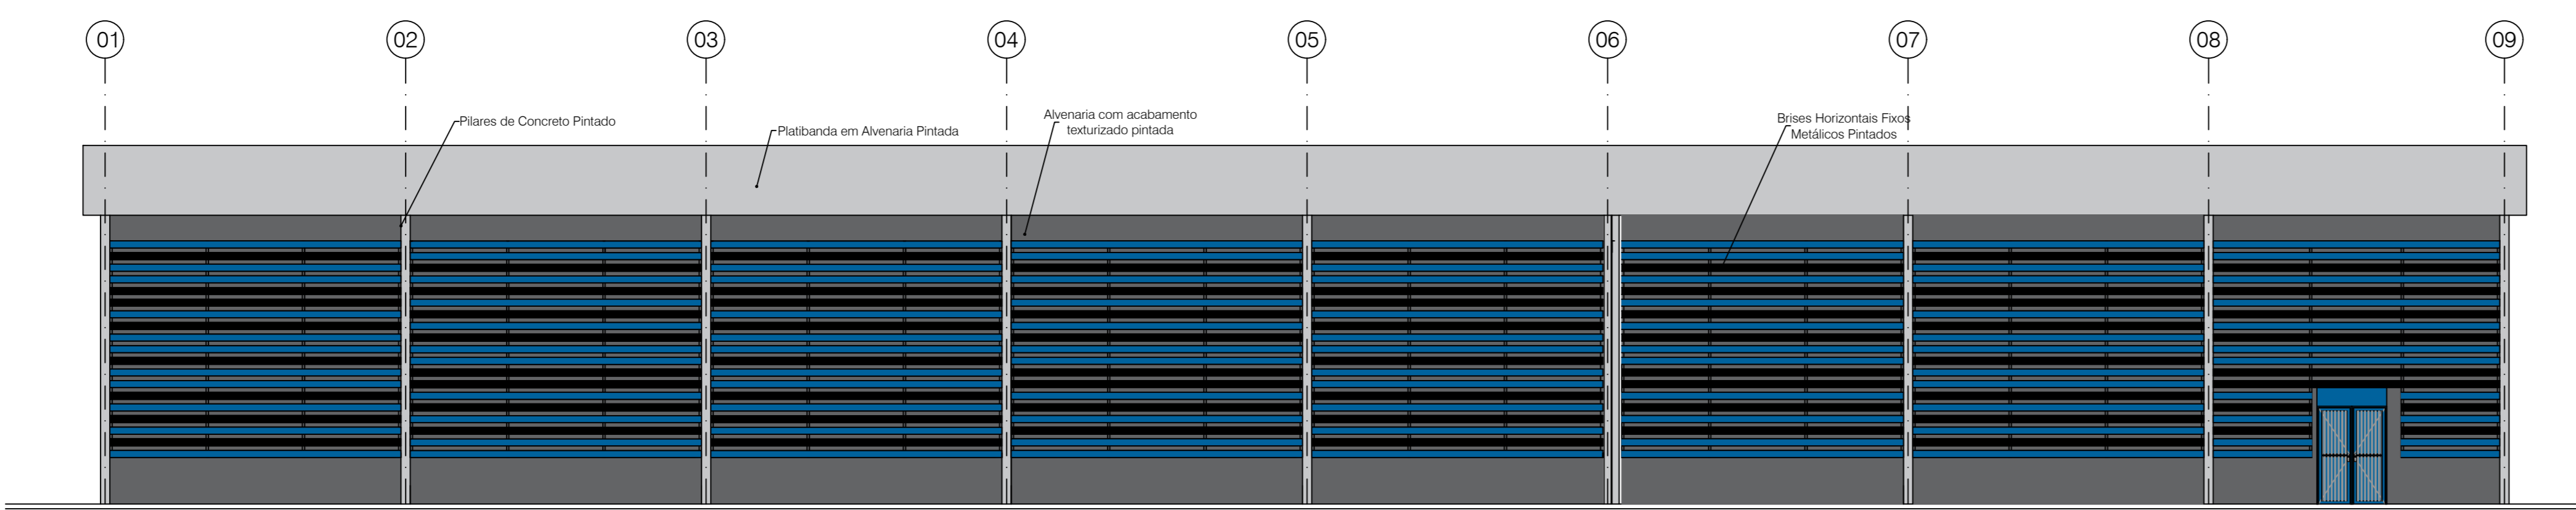 01
02
03
04
05
06
07
08
09
Pilares de Concreto Pintado
Platibanda em Alvenaria Pintada
Alvenaria com acabamento
texturizado pintada
Brises Horizontais Fixos
Metálicos Pintados